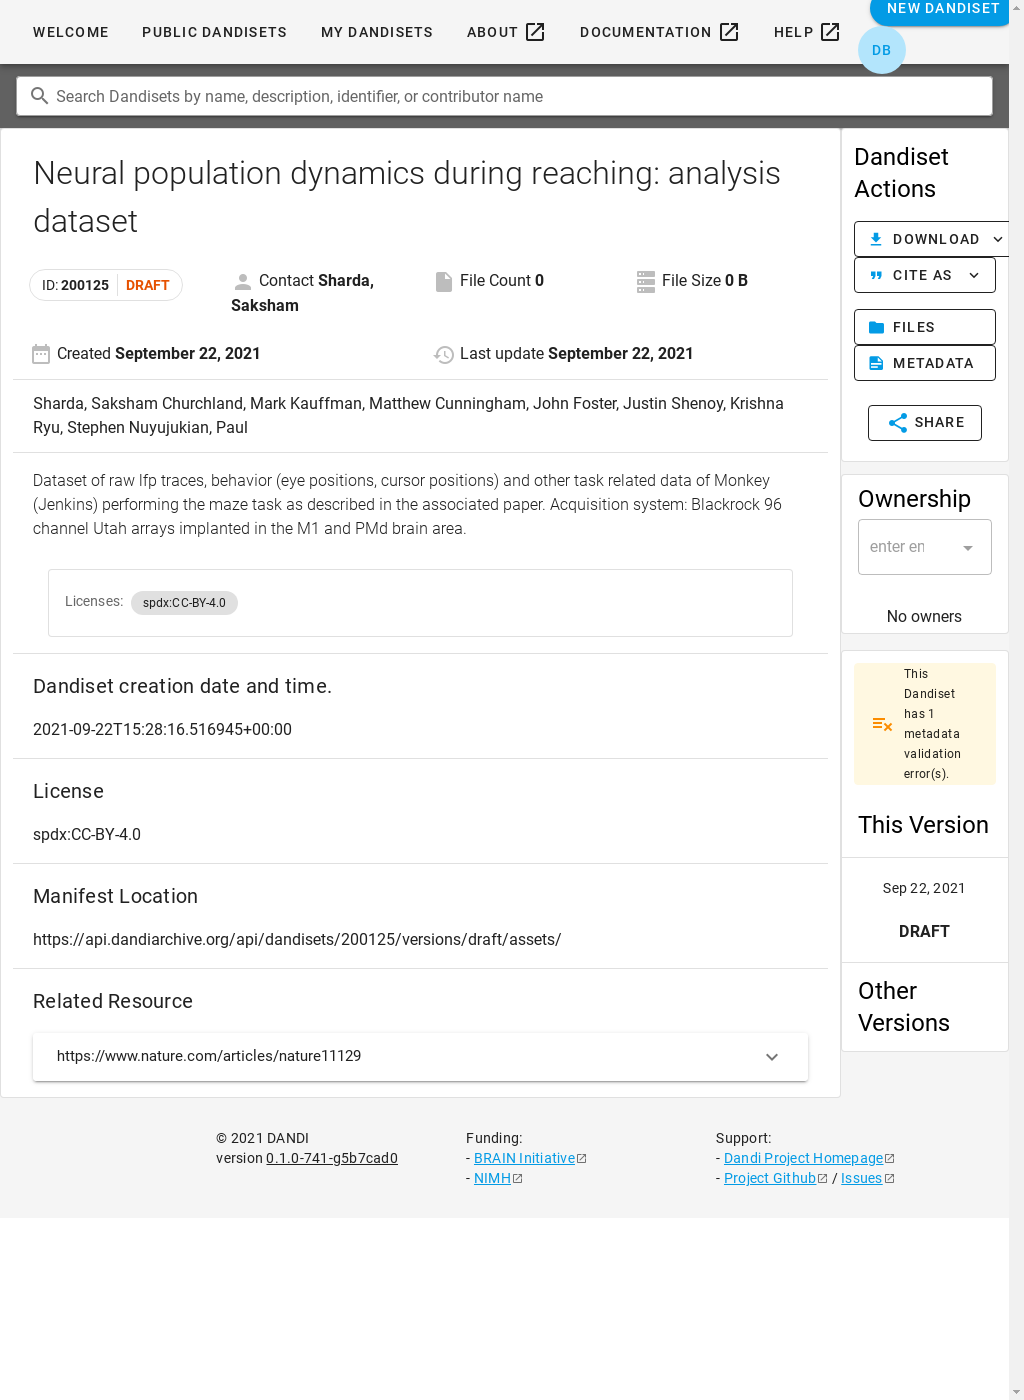 WELCOME PUBLIC DANDISETS MY DANDISETS ABOUT DOCUMENTATION HELP NEW DANDISET
DB
Search Dandisets by name, description, identifier, or contributor name
Neural population dynamics during reaching: analysis
dataset
ID: 200125 DRAFT
Contact Sharda,
Saksham
File Count 0
File Size 0 B
Created September 22, 2021
Last update September 22, 2021
Sharda, Saksham Churchland, Mark Kauffman, Matthew Cunningham, John Foster, Justin Shenoy, Krishna
Ryu, Stephen Nuyujukian, Paul
Dataset of raw lfp traces, behavior (eye positions, cursor positions) and other task related data of Monkey
(Jenkins) performing the maze task as described in the associated paper. Acquisition system: Blackrock 96
channel Utah arrays implanted in the M1 and PMd brain area.
Licenses: spdx:CC-BY-4.0
Dandiset creation date and time.
2021-09-22T15:28:16.516945+00:00
License
spdx:CC-BY-4.0
Manifest Location
https://api.dandiarchive.org/api/dandisets/200125/versions/draft/assets/
Related Resource
https://www.nature.com/articles/nature11129
Dandiset
Actions
DOWNLOAD
CITE AS
FILES
METADATA
SHARE
Ownership
enter en
No owners
This
Dandiset
has 1
metadata
validation
error(s).
This Version
Sep 22, 2021
DRAFT
Other
Versions
© 2021 DANDI
version 0.1.0-741-g5b7cad0
Funding:
- BRAIN Initiative
- NIMH
Support:
- Dandi Project Homepage
- Project Github / Issues